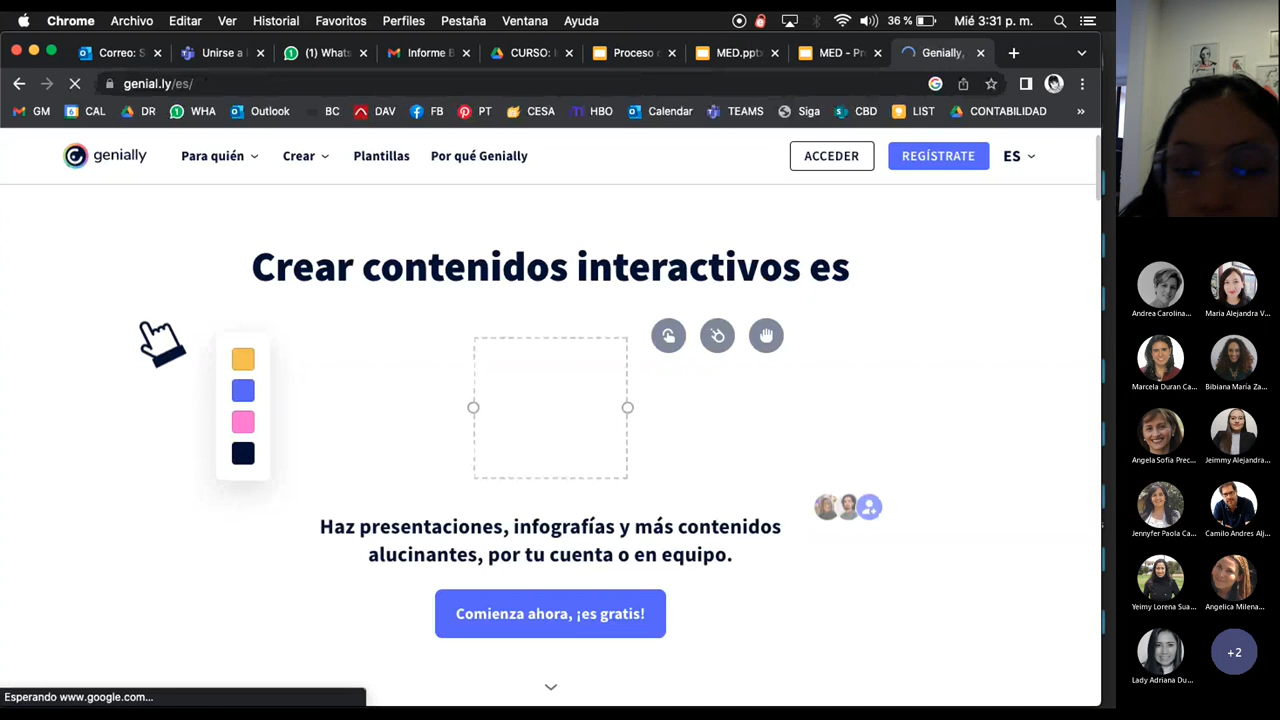 Chrome Archivo Editar Ver Historial Favoritos Perfiles Pestaña Ventana Ayuda 36 % Mié 3:31 p. m.
Correo: S Unirse a l (1) Whats Informe B CURSO: I Proceso c MED.pptx MED - Pr Genially,
genial.ly/es/
GM CAL DR WHA Outlook BC DAV FB PT CESA HBO Calendar TEAMS Siga CBD LIST CONTABILIDAD »
genially Para quién Crear Plantillas Por qué Genially ACCEDER REGÍSTRATE ES
Crear contenidos interactivos es
Haz presentaciones, infografías y más contenidos
alucinantes, por tu cuenta o en equipo.
Comienza ahora, ¡es gratis!
Esperando www.google.com...
Andrea Carolina... Maria Alejandra V...
Marcela Duran Ca... Bibiana María Za...
Angela Sofia Prec... Jeimmy Alejandra...
Jennyfer Paola Ca... Camilo Andres Alj...
Yeimy Lorena Sua... Angelica Milena...
Lady Adriana Du... +2